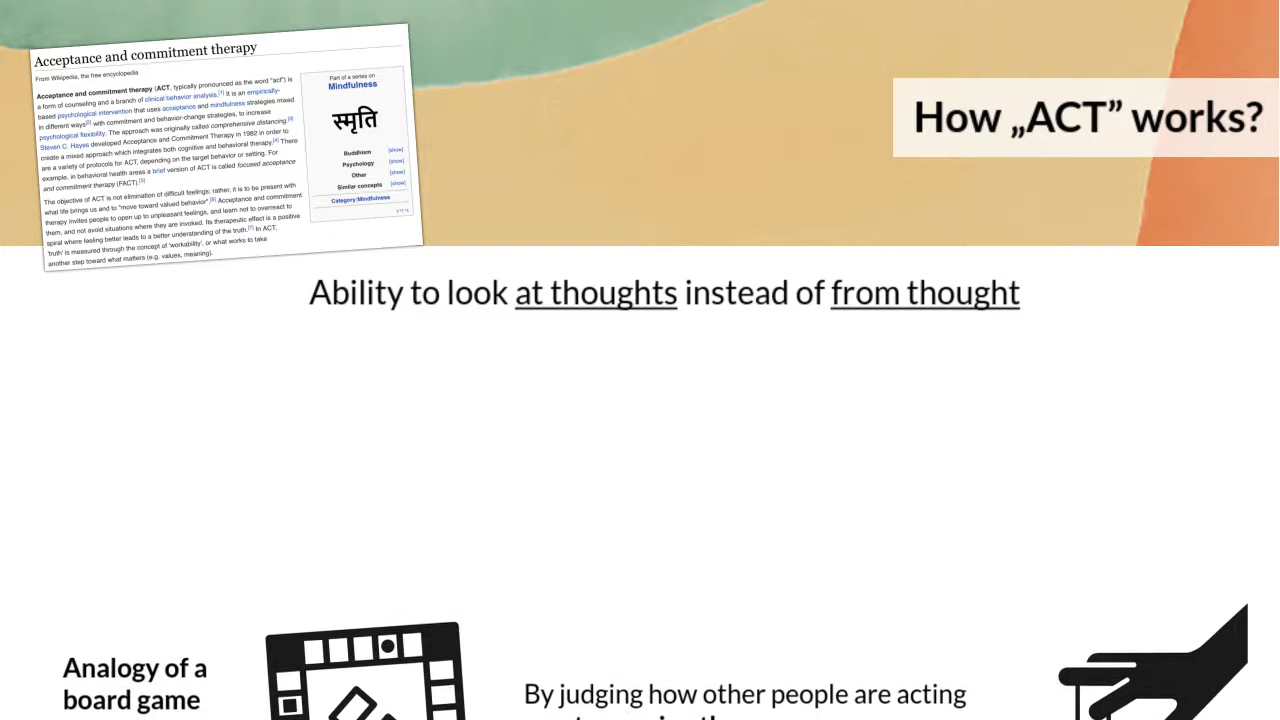 Acceptance and commitment therapy
From Wikipedia, the free encyclopedia
Acceptance and commitment therapy (ACT, typically pronounced as the word "act") is
a form of counseling and a branch of clinical behavior analysis.[1] It is an empirically-
based psychological intervention that uses acceptance and mindfulness strategies mixed
in different ways[2] with commitment and behavior-change strategies, to increase
psychological flexibility. The approach was originally called comprehensive distancing.[3]
Steven C. Hayes developed Acceptance and Commitment Therapy in 1982 in order to
create a mixed approach which integrates both cognitive and behavioral therapy.[4] There
are a variety of protocols for ACT, depending on the target behavior or setting. For
example, in behavioral health areas a brief version of ACT is called focused acceptance
and commitment therapy (FACT).[5]
The objective of ACT is not elimination of difficult feelings; rather, it is to be present with
what life brings us and to "move toward valued behavior".[6] Acceptance and commitment
therapy invites people to open up to unpleasant feelings, and learn not to overreact to
them, and not avoid situations where they are invoked. Its therapeutic effect is a positive
spiral where feeling better leads to a better understanding of the truth.[7] In ACT,
'truth' is measured through the concept of 'workability', or what works to take
another step toward what matters (e.g. values, meaning).
Part of a series on
Mindfulness
स्मृति
Buddhism [show]
Psychology [show]
Other [show]
Similar concepts [show]
Category:Mindfulness
V • T • E
How „ACT” works?
Ability to look at thoughts instead of from thought
Analogy of a
board game
By judging how other people are acting